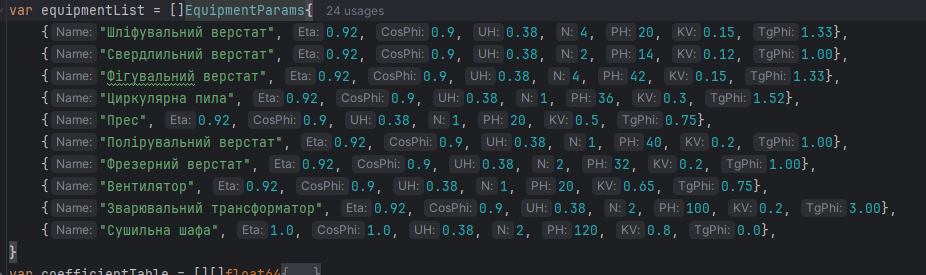 var equipmentList = []EquipmentParams{ 24 usages
{ Name: "Шліфувальний верстат", Eta: 0.92, CosPhi: 0.9, UH: 0.38, N: 4, PH: 20, KV: 0.15, TgPhi: 1.33},
{ Name: "Свердлильний верстат", Eta: 0.92, CosPhi: 0.9, UH: 0.38, N: 2, PH: 14, KV: 0.12, TgPhi: 1.00},
{ Name: "Фігувальний верстат", Eta: 0.92, CosPhi: 0.9, UH: 0.38, N: 4, PH: 42, KV: 0.15, TgPhi: 1.33},
{ Name: "Циркулярна пила", Eta: 0.92, CosPhi: 0.9, UH: 0.38, N: 1, PH: 36, KV: 0.3, TgPhi: 1.52},
{ Name: "Прес", Eta: 0.92, CosPhi: 0.9, UH: 0.38, N: 1, PH: 20, KV: 0.5, TgPhi: 0.75},
{ Name: "Полірувальний верстат", Eta: 0.92, CosPhi: 0.9, UH: 0.38, N: 1, PH: 40, KV: 0.2, TgPhi: 1.00},
{ Name: "Фрезерний верстат", Eta: 0.92, CosPhi: 0.9, UH: 0.38, N: 2, PH: 32, KV: 0.2, TgPhi: 1.00},
{ Name: "Вентилятор", Eta: 0.92, CosPhi: 0.9, UH: 0.38, N: 1, PH: 20, KV: 0.65, TgPhi: 0.75},
{ Name: "Зварювальний трансформатор", Eta: 0.92, CosPhi: 0.9, UH: 0.38, N: 2, PH: 100, KV: 0.2, TgPhi: 3.00},
{ Name: "Сушильна шафа", Eta: 1.0, CosPhi: 1.0, UH: 0.38, N: 2, PH: 120, KV: 0.8, TgPhi: 0.0},
}
var coefficientTable = [][]float64{...}